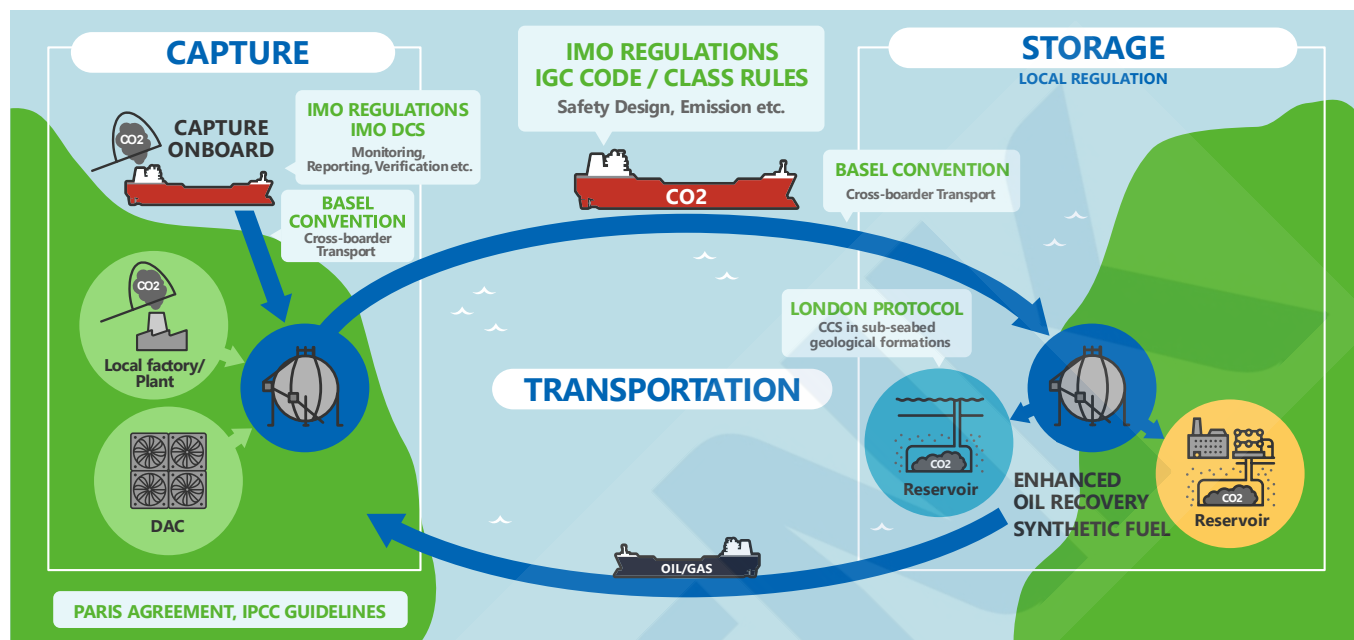 CAPTURE
CO2
CAPTURE
ONBOARD
IMO REGULATIONS
IMO DCS
Monitoring,
Reporting, Verification etc.
BASEL
CONVENTION
Cross-boarder
Transport
CO2
Local factory/
Plant
DAC
PARIS AGREEMENT, IPCC GUIDELINES
IMO REGULATIONS
IGC CODE / CLASS RULES
Safety Design, Emission etc.
CO2
TRANSPORTATION
OIL/GAS
STORAGE
LOCAL REGULATION
BASEL CONVENTION
Cross-boarder Transport
LONDON PROTOCOL
CCS in sub-seabed
geological formations
CO2
Reservoir
ENHANCED
OIL RECOVERY
SYNTHETIC FUEL
CO2
Reservoir